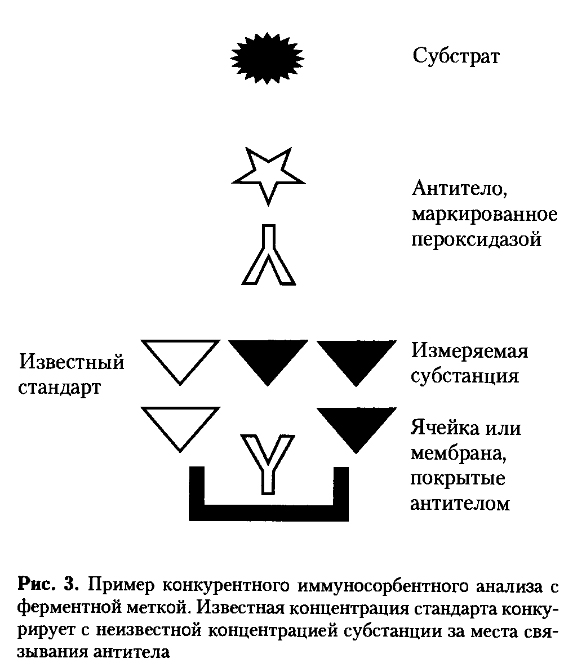 Субстрат
Антитело,
маркированное
пероксидазой
Известный
стандарт
Измеряемая
субстанция
Ячейка или
мембрана,
покрытые
антителом
Рис. 3. Пример конкурентного иммуносорбентного анализа с
ферментной меткой. Известная концентрация стандарта конку-
рирует с неизвестной концентрацией субстанции за места свя-
зывания антитела